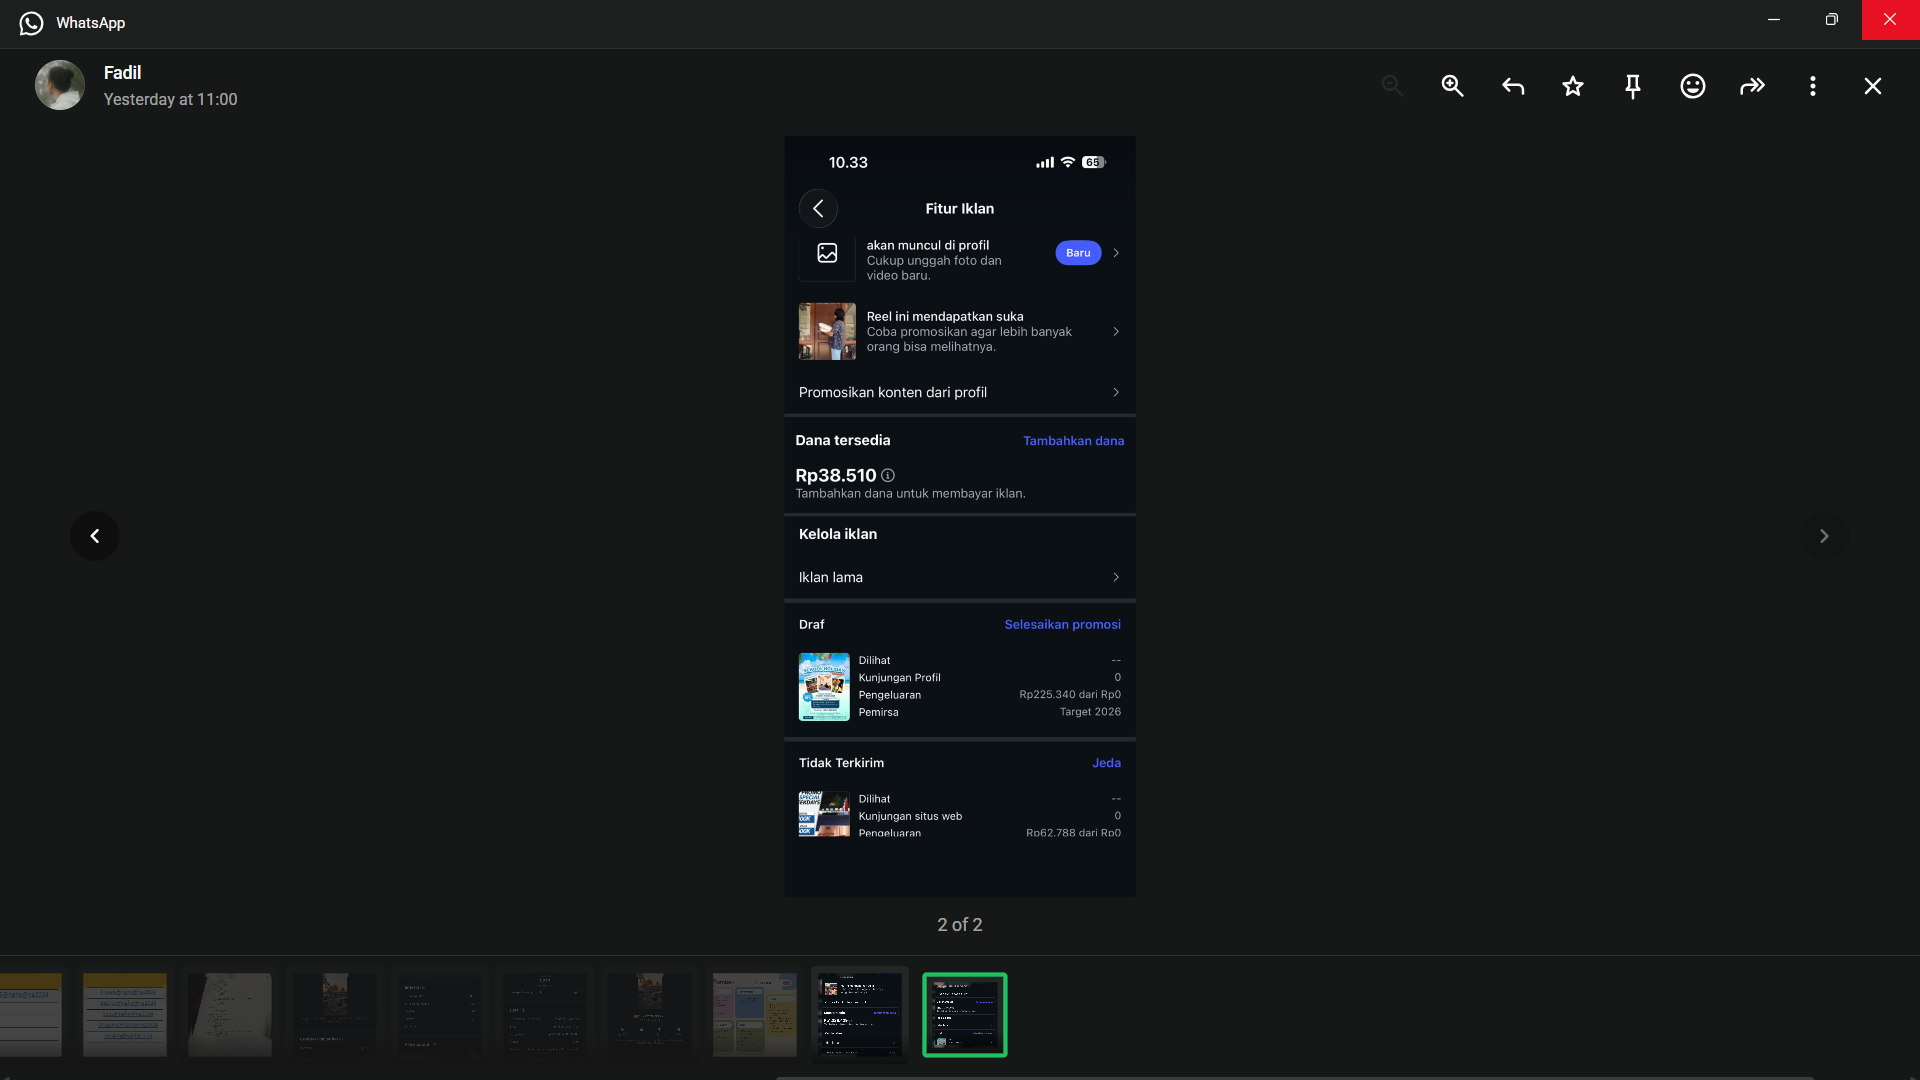 WhatsApp
Fadil
Yesterday at 11:00
10.33
65
Fitur Iklan
akan muncul di profil
Cukup unggah foto dan
video baru.
Baru
Reel ini mendapatkan suka
Coba promosikan agar lebih banyak
orang bisa melihatnya.
Promosikan konten dari profil
Dana tersedia
Tambahkan dana
Rp38.510
Tambahkan dana untuk membayar iklan.
Kelola iklan
Iklan lama
Draf
Selesaikan promosi
SCHOOL HOLIDAY
Dilihat --
Kunjungan Profil 0
Pengeluaran Rp225.340 dari Rp0
Pemirsa Target 2026
Tidak Terkirim
Jeda
SPECIAL
Dilihat --
Kunjungan situs web 0
Pengeluaran Rp62.788 dari Rp0
2 of 2